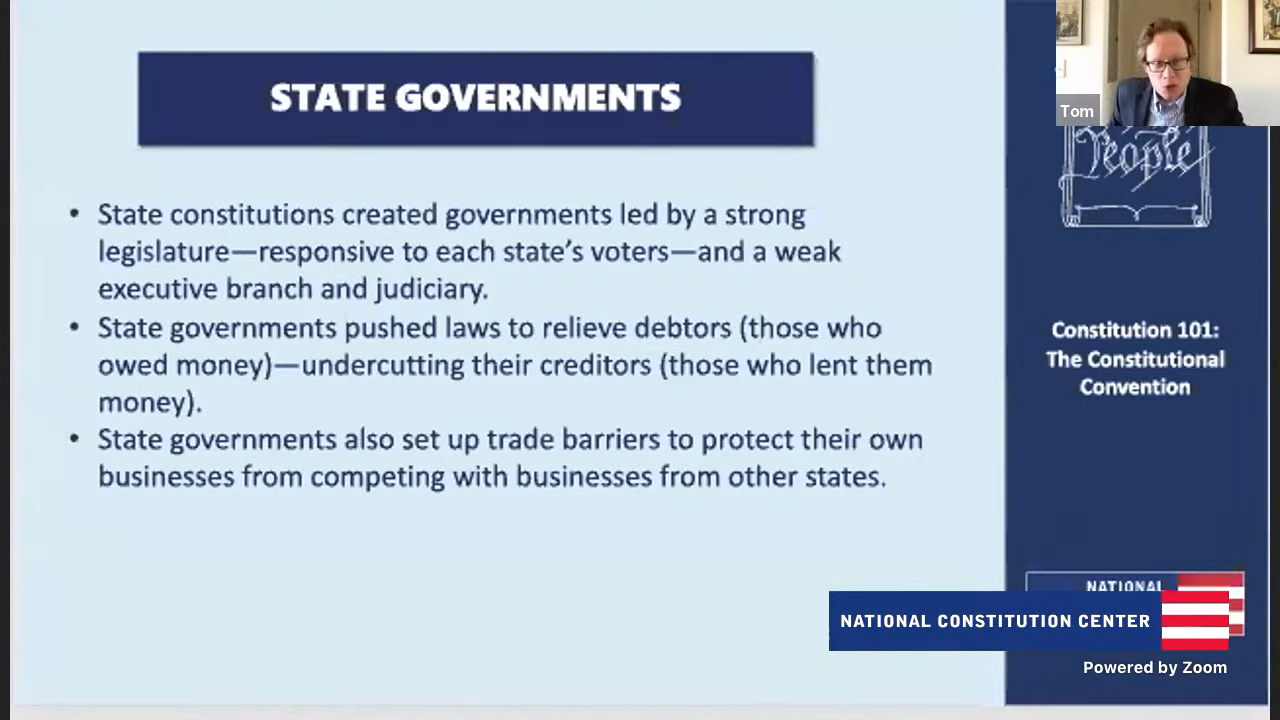 STATE GOVERNMENTS
• State constitutions created governments led by a strong
legislature—responsive to each state’s voters—and a weak
executive branch and judiciary.
• State governments pushed laws to relieve debtors (those who
owed money)—undercutting their creditors (those who lent them
money).
• State governments also set up trade barriers to protect their own
businesses from competing with businesses from other states.
Tom
People
Constitution 101:
The Constitutional
Convention
NATIONAL
NATIONAL CONSTITUTION CENTER
Powered by Zoom